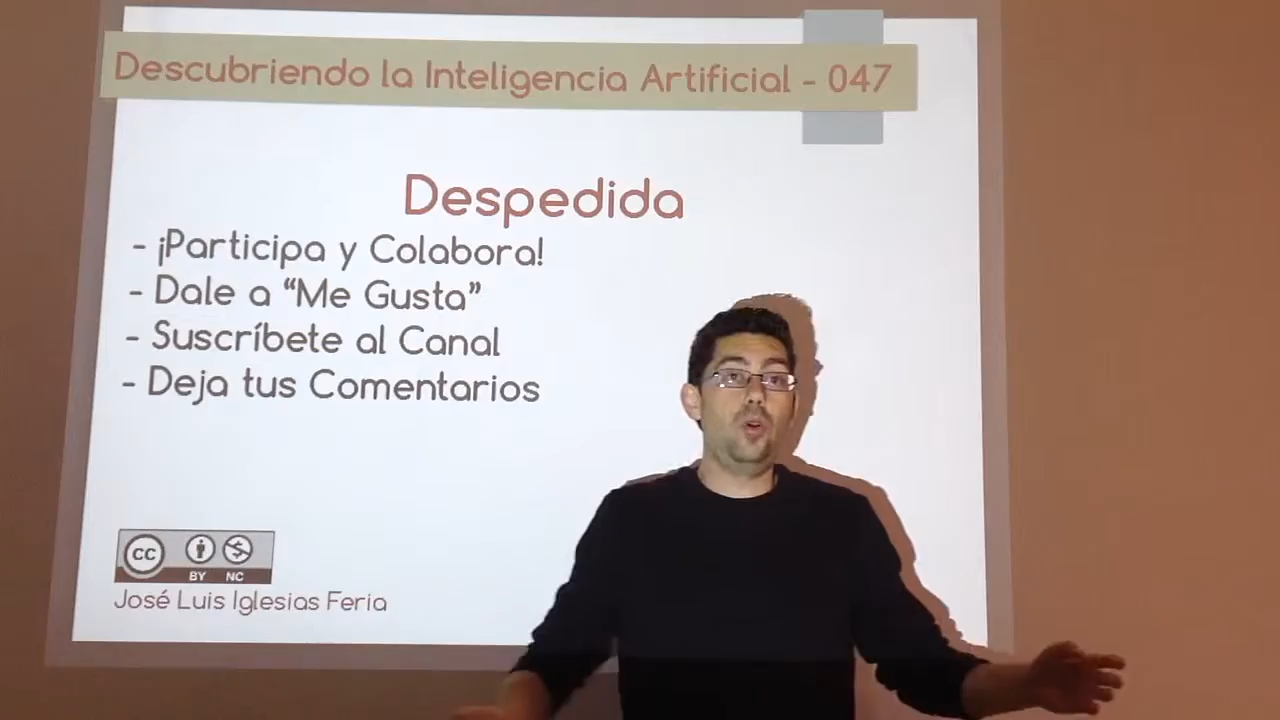 Descubriendo la Inteligencia Artificial - 047
Despedida
- ¡Participa y Colabora!
- Dale a “Me Gusta”
- Suscríbete al Canal
- Deja tus Comentarios
cc
BY NC
José Luis Iglesias Feria